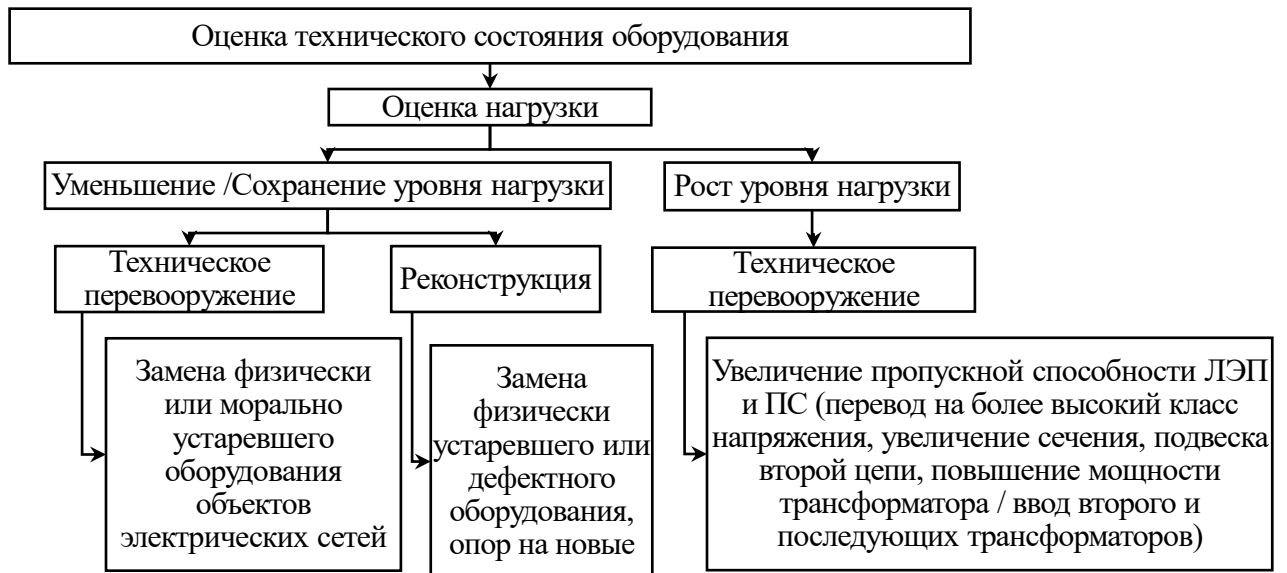 Оценка технического состояния оборудования
Оценка нагрузки
Уменьшение /Сохранение уровня нагрузки
Рост уровня нагрузки
Техническое
перевооружение
Реконструкция
Техническое
перевооружение
Замена физически
или морально
устаревшего
оборудования
объектов
электрических сетей
Замена
физически
устаревшего или
дефектного
оборудования,
опор на новые
Увеличение пропускной способности ЛЭП
и ПС (перевод на более высокий класс
напряжения, увеличение сечения, подвеска
второй цепи, повышение мощности
трансформатора / ввод второго и
последующих трансформаторов)